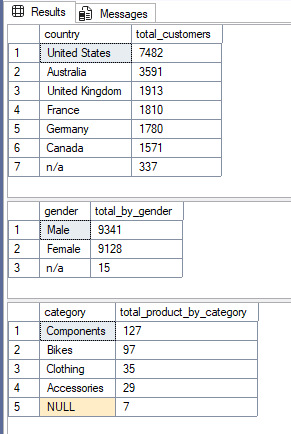 Results Messages
country total_customers
1 United States 7482
2 Australia 3591
3 United Kingdom 1913
4 France 1810
5 Germany 1780
6 Canada 1571
7 n/a 337
gender total_by_gender
1 Male 9341
2 Female 9128
3 n/a 15
category total_product_by_category
1 Components 127
2 Bikes 97
3 Clothing 35
4 Accessories 29
5 NULL 7